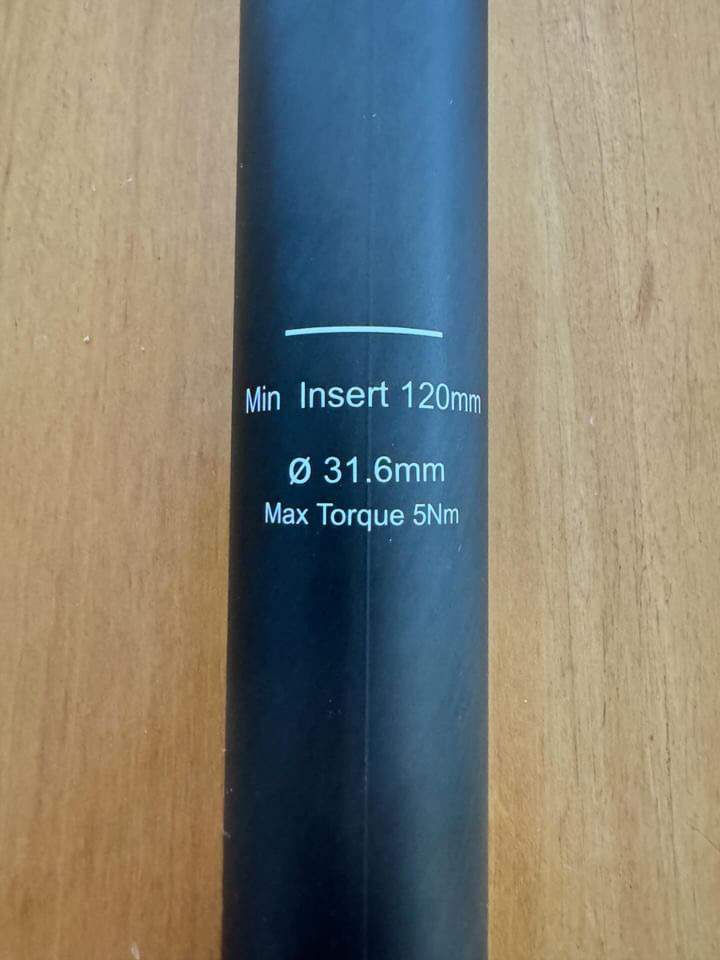 Min Insert 120mm
Ø 31.6mm
Max Torque 5Nm